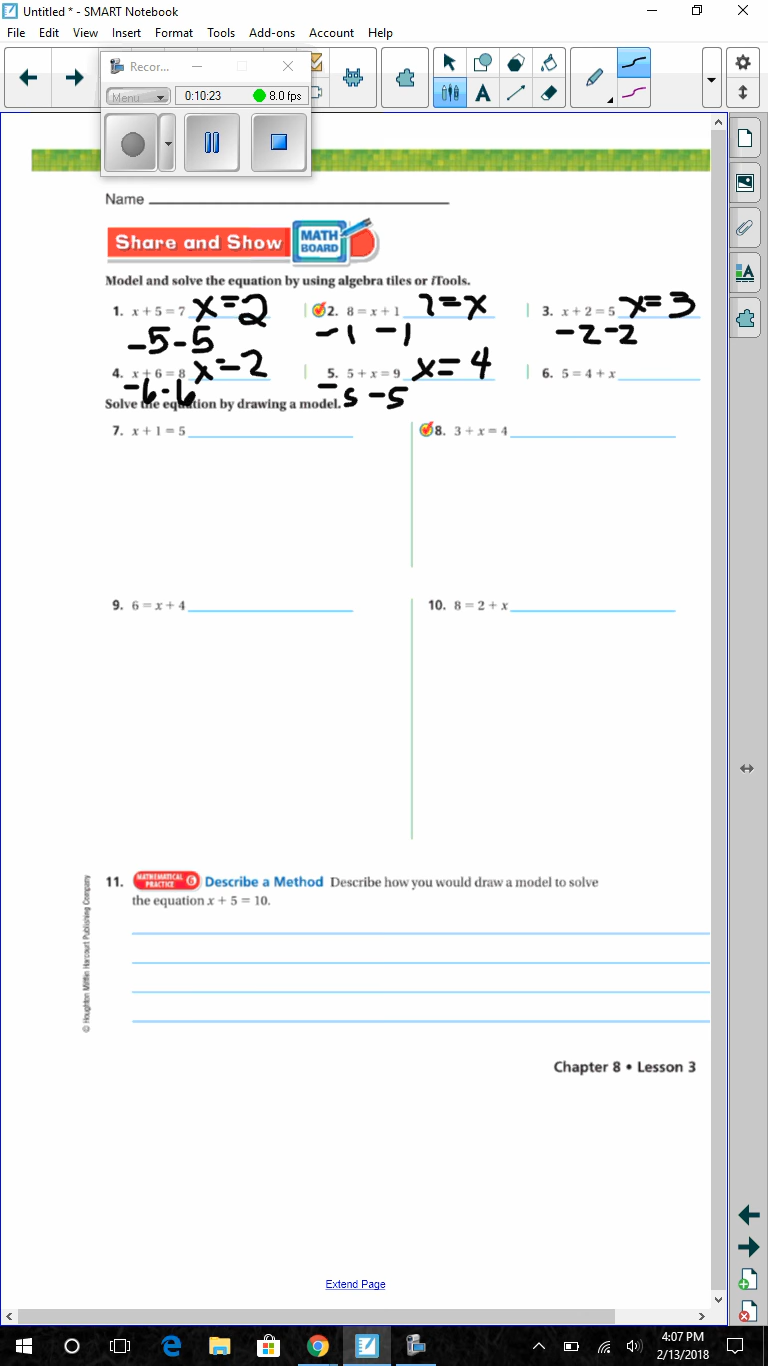 Untitled * - SMART Notebook
File Edit View Insert Format Tools Add-ons Account Help
Recor...
Menu 0:10:23 8.0 fps
Name
Share and Show MATH BOARD
Model and solve the equation by using algebra tiles or iTools.
1. x + 5 = 7 x=2 2. 8 = x + 1 7=x 3. x + 2 = 5 x=3
-5-5 -1 -1 -2-2
4. x + 6 = 8 x=2 5. 5 + x = 9 x=4 6. 5 = 4 + x
-6-6 -5 -5
Solve the equation by drawing a model.
7. x + 1 = 5 8. 3 + x = 4
9. 6 = x + 4 10. 8 = 2 + x
11. MATHEMATICAL PRACTICE 6 Describe a Method Describe how you would draw a model to solve
the equation x + 5 = 10.
© Houghton Mifflin Harcourt Publishing Company
Chapter 8 • Lesson 3
Extend Page
4:07 PM
2/13/2018